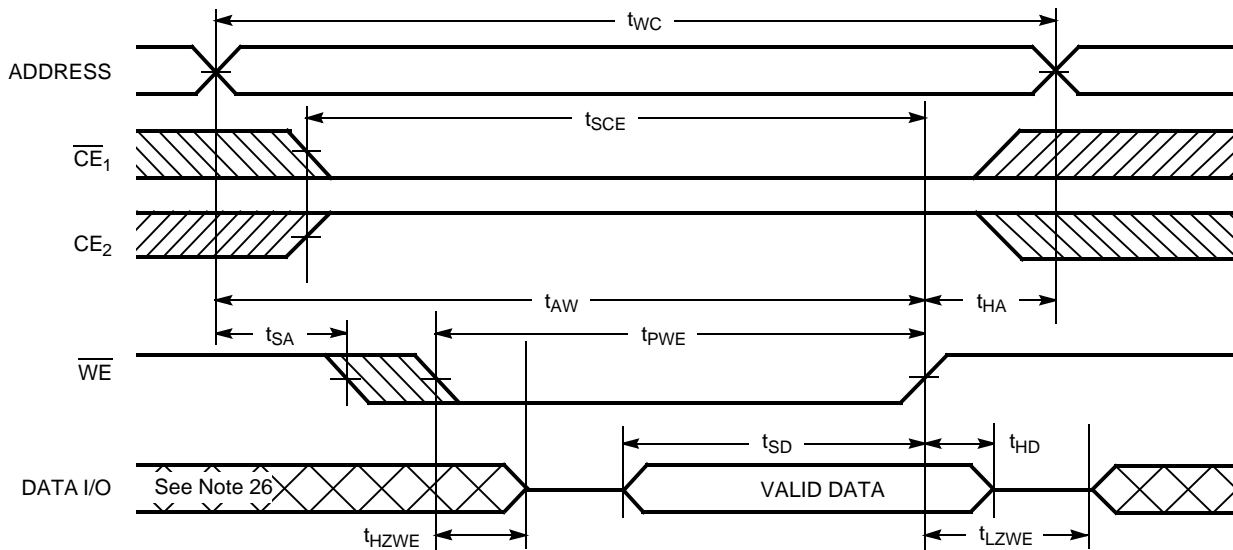 tWC
ADDRESS
tSCE
CE1
CE2
tAW
tHA
tSA
tPWE
WE
tSD
tHD
DATA I/O
See Note 26
VALID DATA
tHZWE
tLZWE